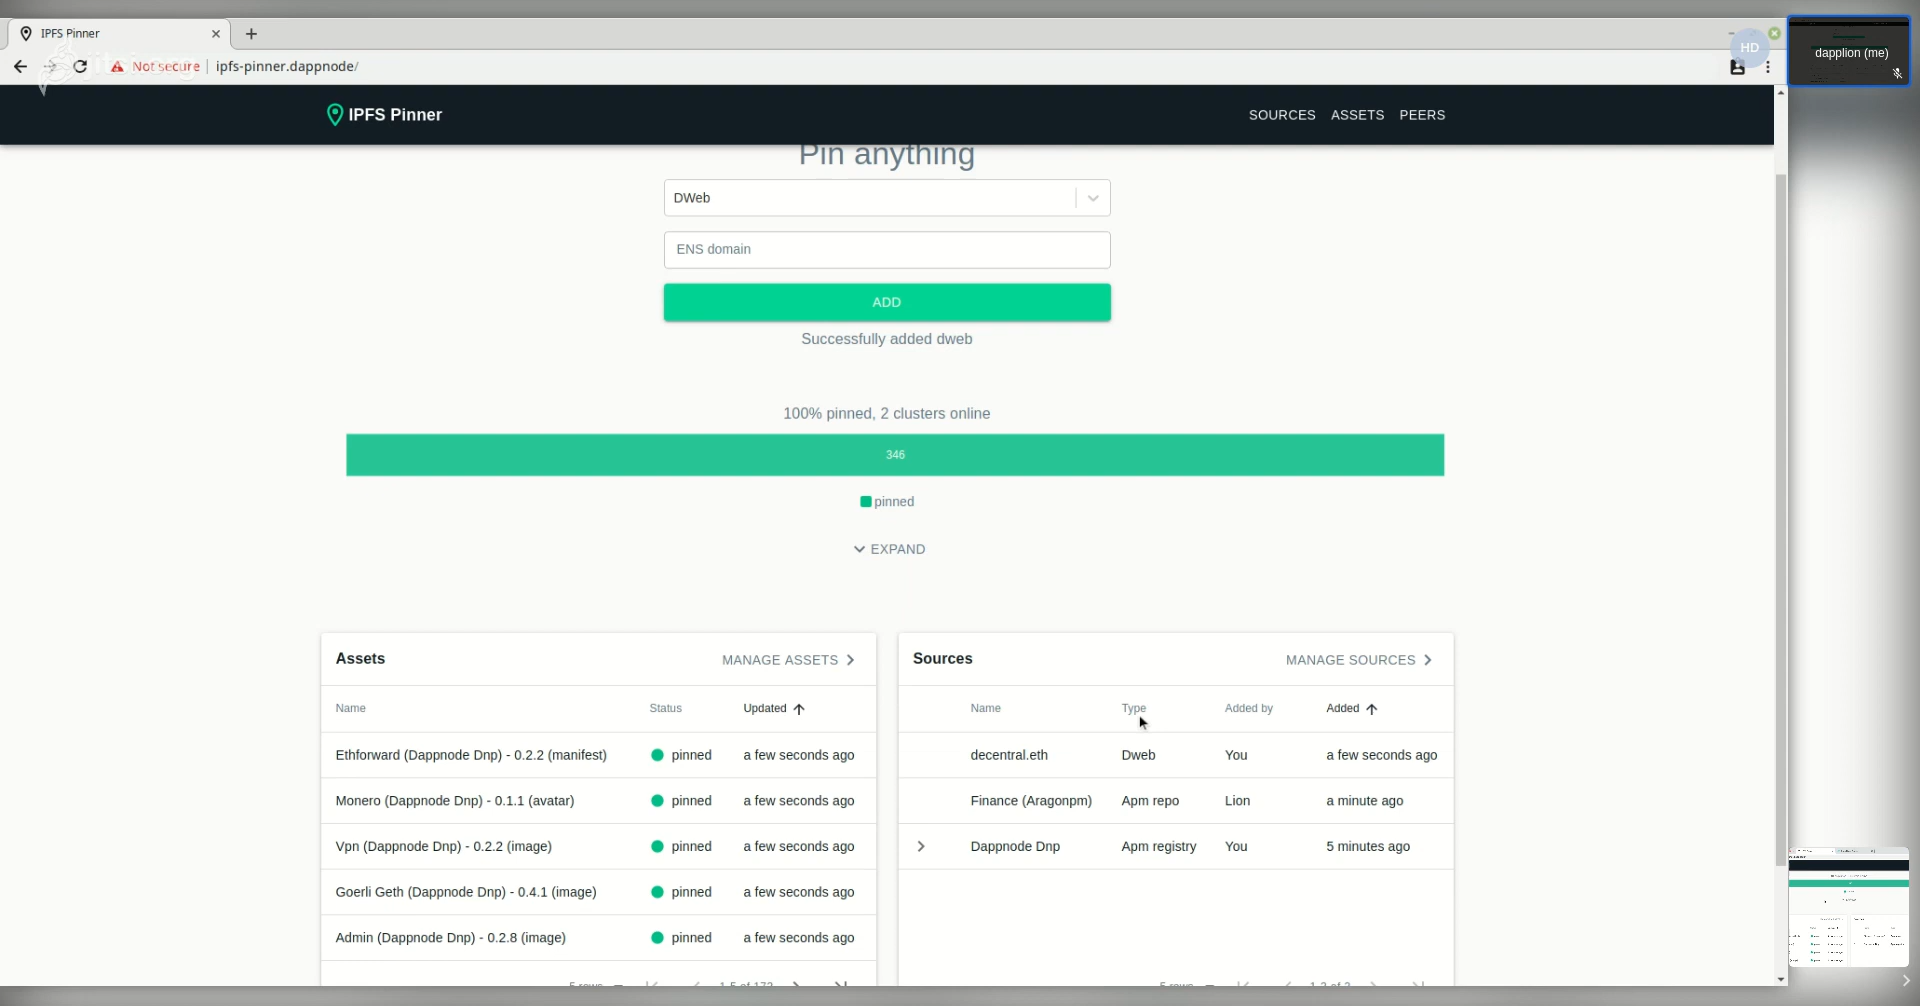 IPFS Pinner
Not secure | ipfs-pinner.dappnode/
HD
dapplion (me)
IPFS Pinner
SOURCES ASSETS PEERS
Pin anything
DWeb
ENS domain
ADD
Successfully added dweb
100% pinned, 2 clusters online
346
pinned
EXPAND
Assets
MANAGE ASSETS
Name Status Updated
Ethforward (Dappnode Dnp) - 0.2.2 (manifest) pinned a few seconds ago
Monero (Dappnode Dnp) - 0.1.1 (avatar) pinned a few seconds ago
Vpn (Dappnode Dnp) - 0.2.2 (image) pinned a few seconds ago
Goerli Geth (Dappnode Dnp) - 0.4.1 (image) pinned a few seconds ago
Admin (Dappnode Dnp) - 0.2.8 (image) pinned a few seconds ago
5 rows
Sources
MANAGE SOURCES
Name Type Added by Added
decentral.eth Dweb You a few seconds ago
Finance (Aragonpm) Apm repo Lion a minute ago
Dappnode Dnp Apm registry You 5 minutes ago
5 rows